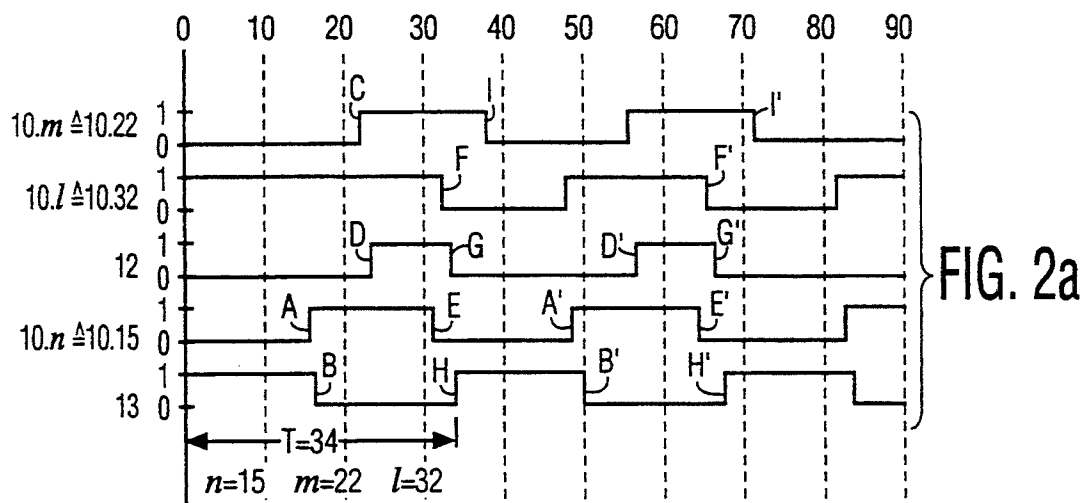 0 10 20 30 40 50 60 70 80 90
C I I'
10.m ≙10.22 1 0
F F'
10.l ≙10.32 1 0
D G D' G"
12 1 0
A E A' E'
10.n ≙10.15 1 0
B H B' H'
13 1 0
T=34
n=15 m=22 l=32
FIG. 2a